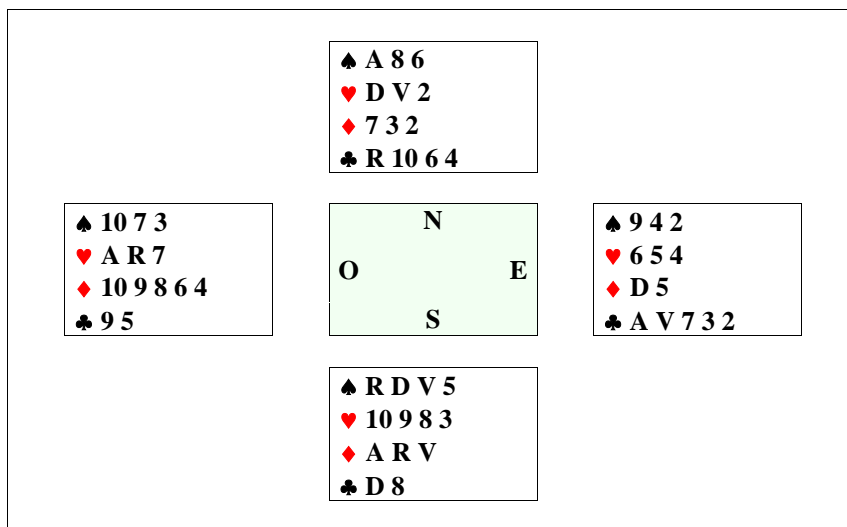 ♠ A 8 6
♥ D V 2
♦ 7 3 2
♣ R 10 6 4
♠ 10 7 3
♥ A R 7
♦ 10 9 8 6 4
♣ 9 5
N
O E
S
♠ 9 4 2
♥ 6 5 4
♦ D 5
♣ A V 7 3 2
♠ R D V 5
♥ 10 9 8 3
♦ A R V
♣ D 8